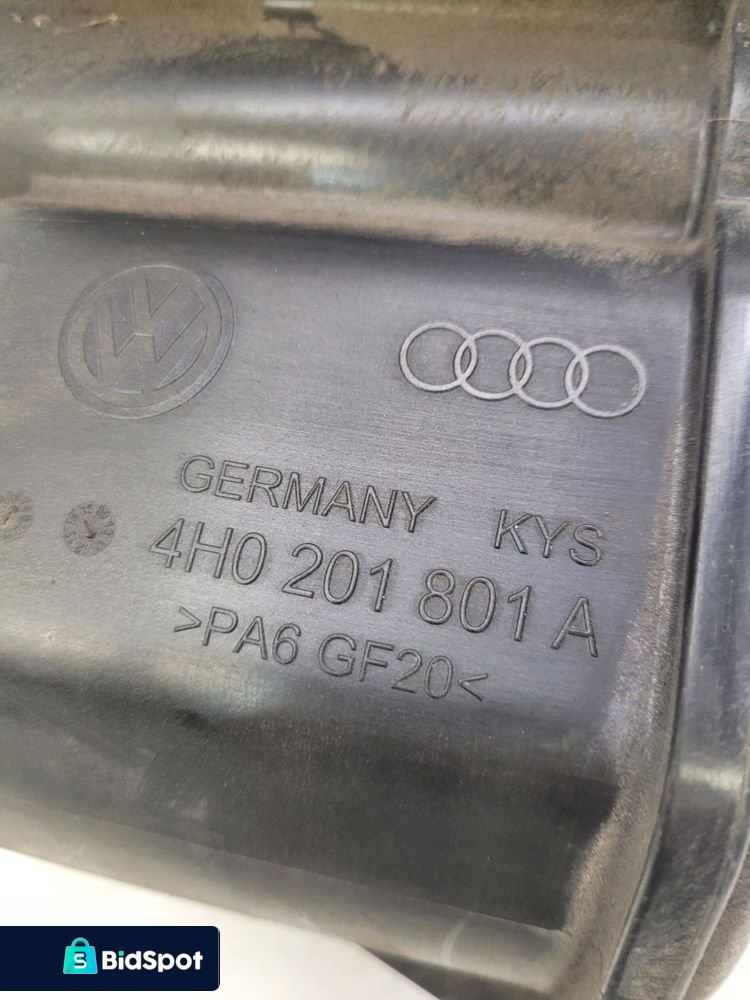 GERMANY KYS
4H0 201 801 A
>PA6 GF20<
BidSpot